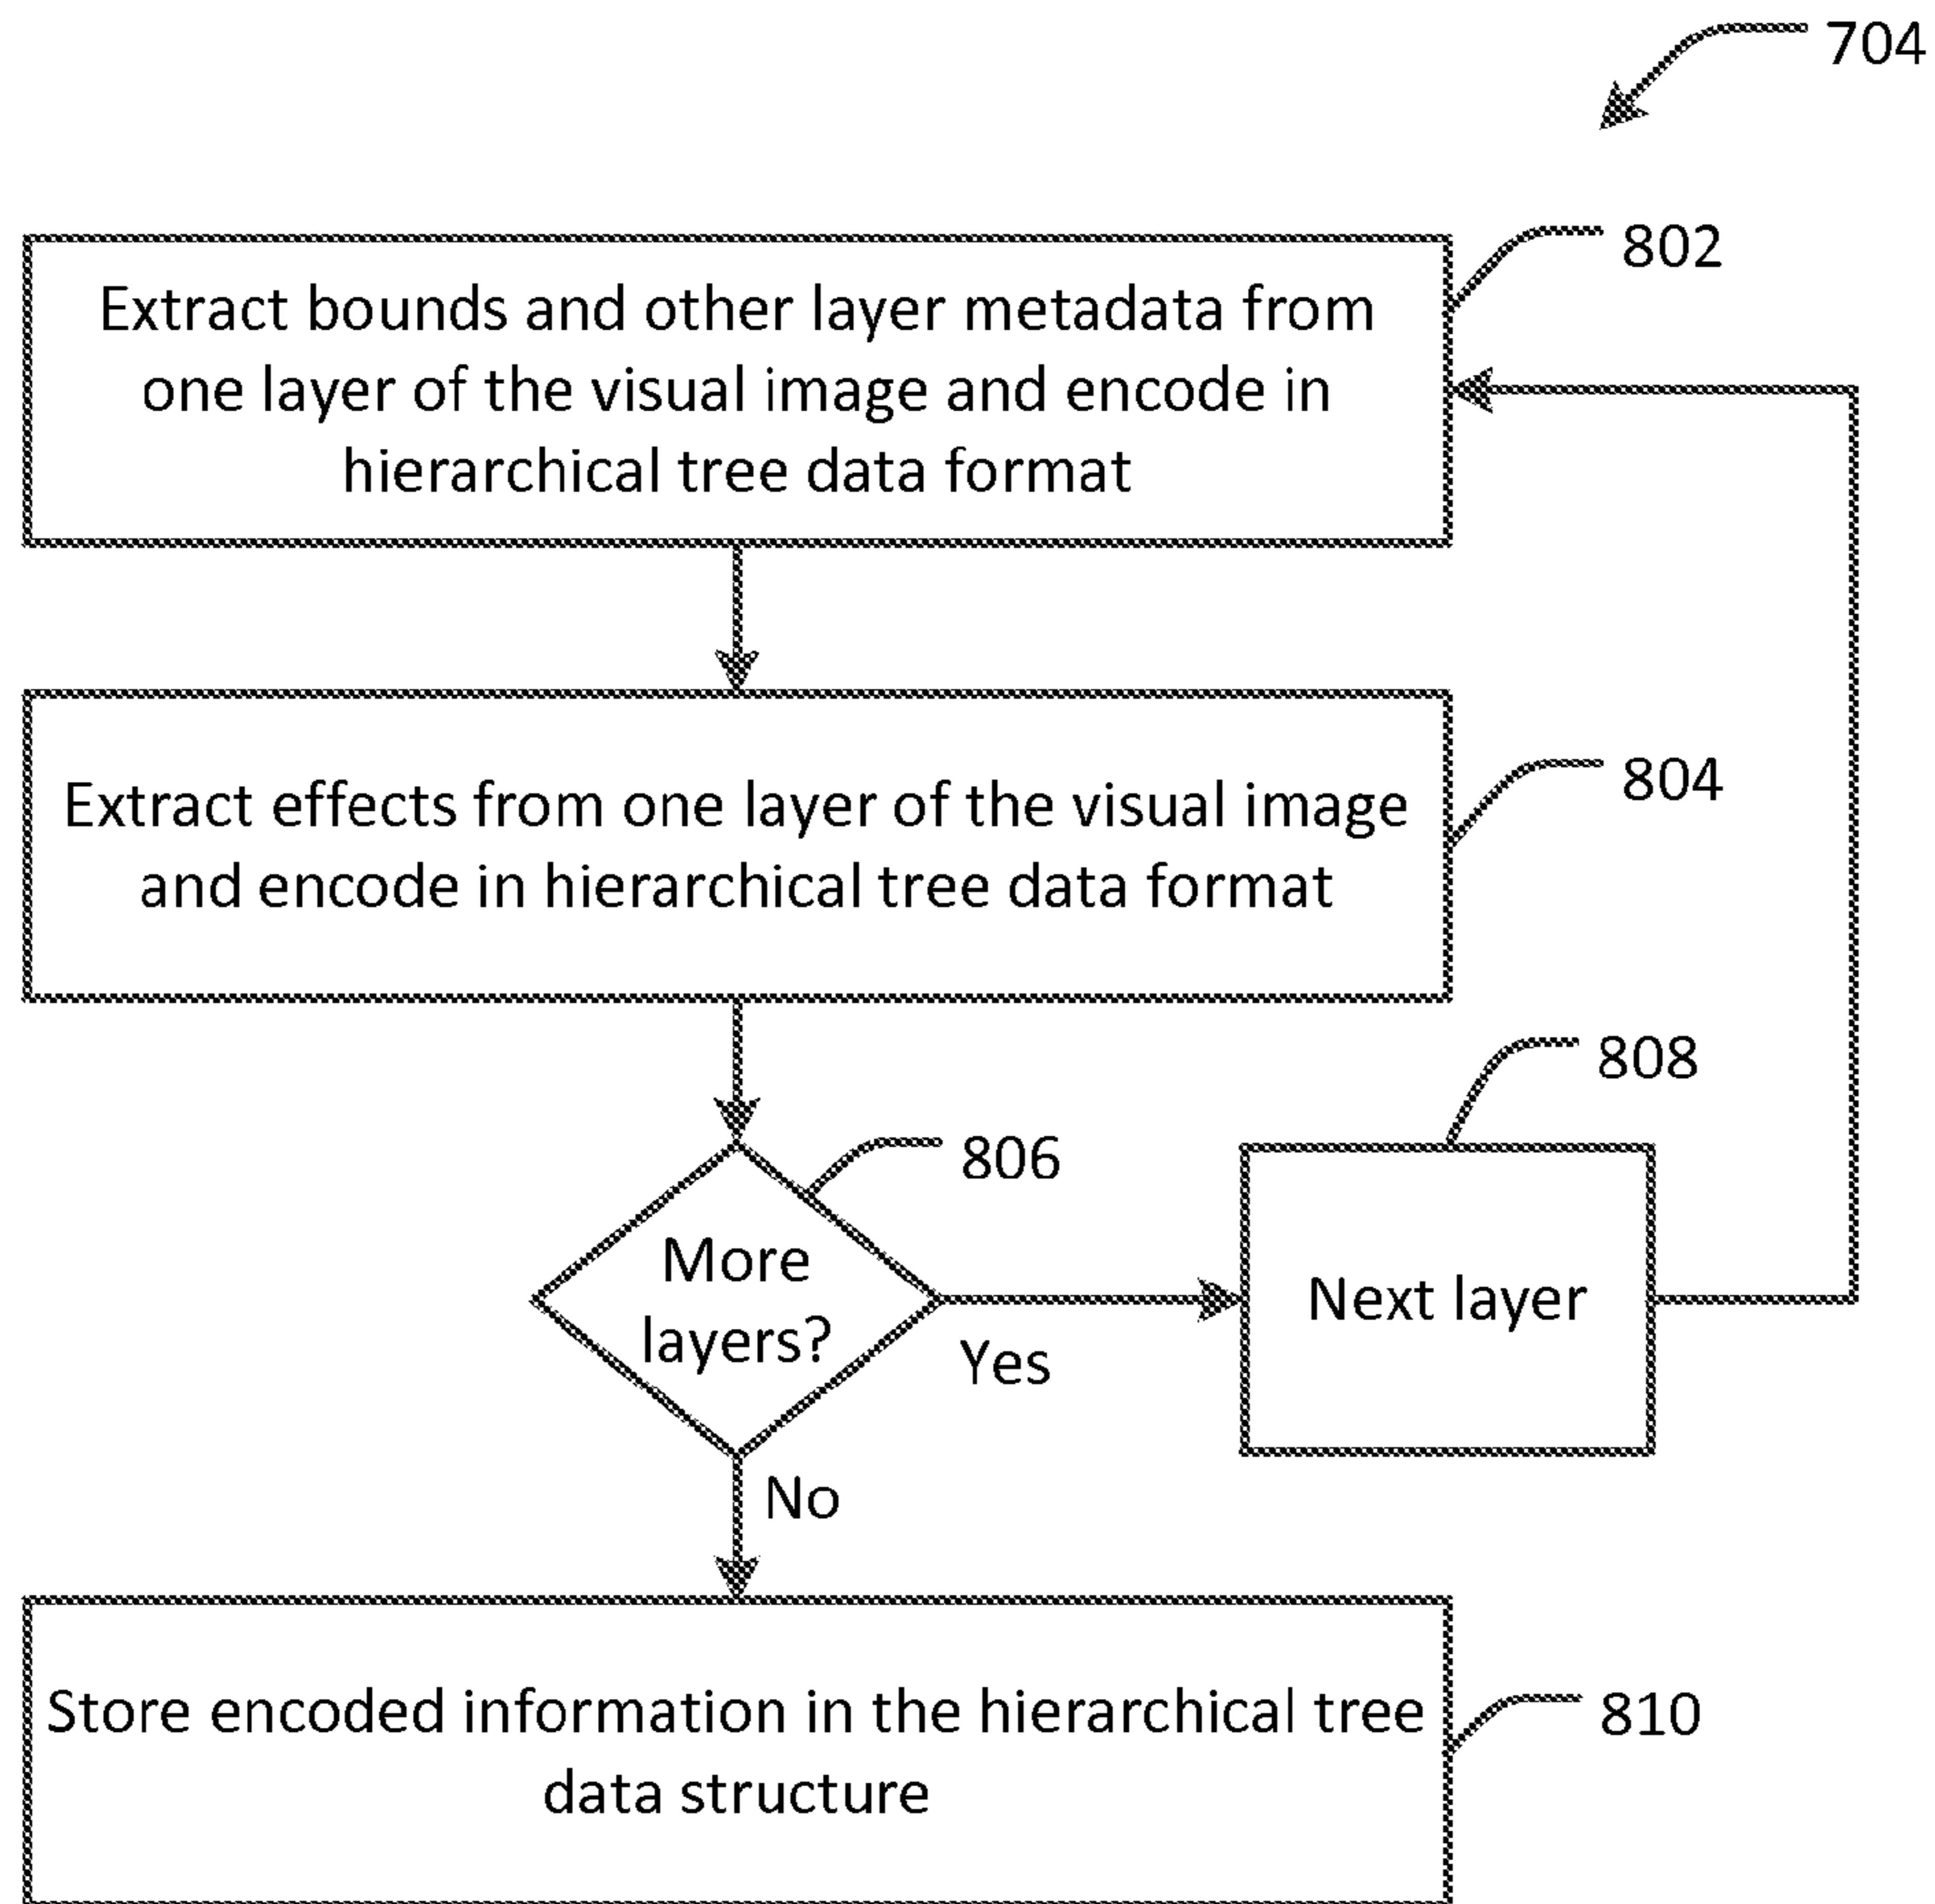 704
802
Extract bounds and other layer metadata from
one layer of the visual image and encode in
hierarchical tree data format
804
Extract effects from one layer of the visual image
and encode in hierarchical tree data format
808
806
More
layers?
Next layer
Yes
No
Store encoded information in the hierarchical tree
data structure
810